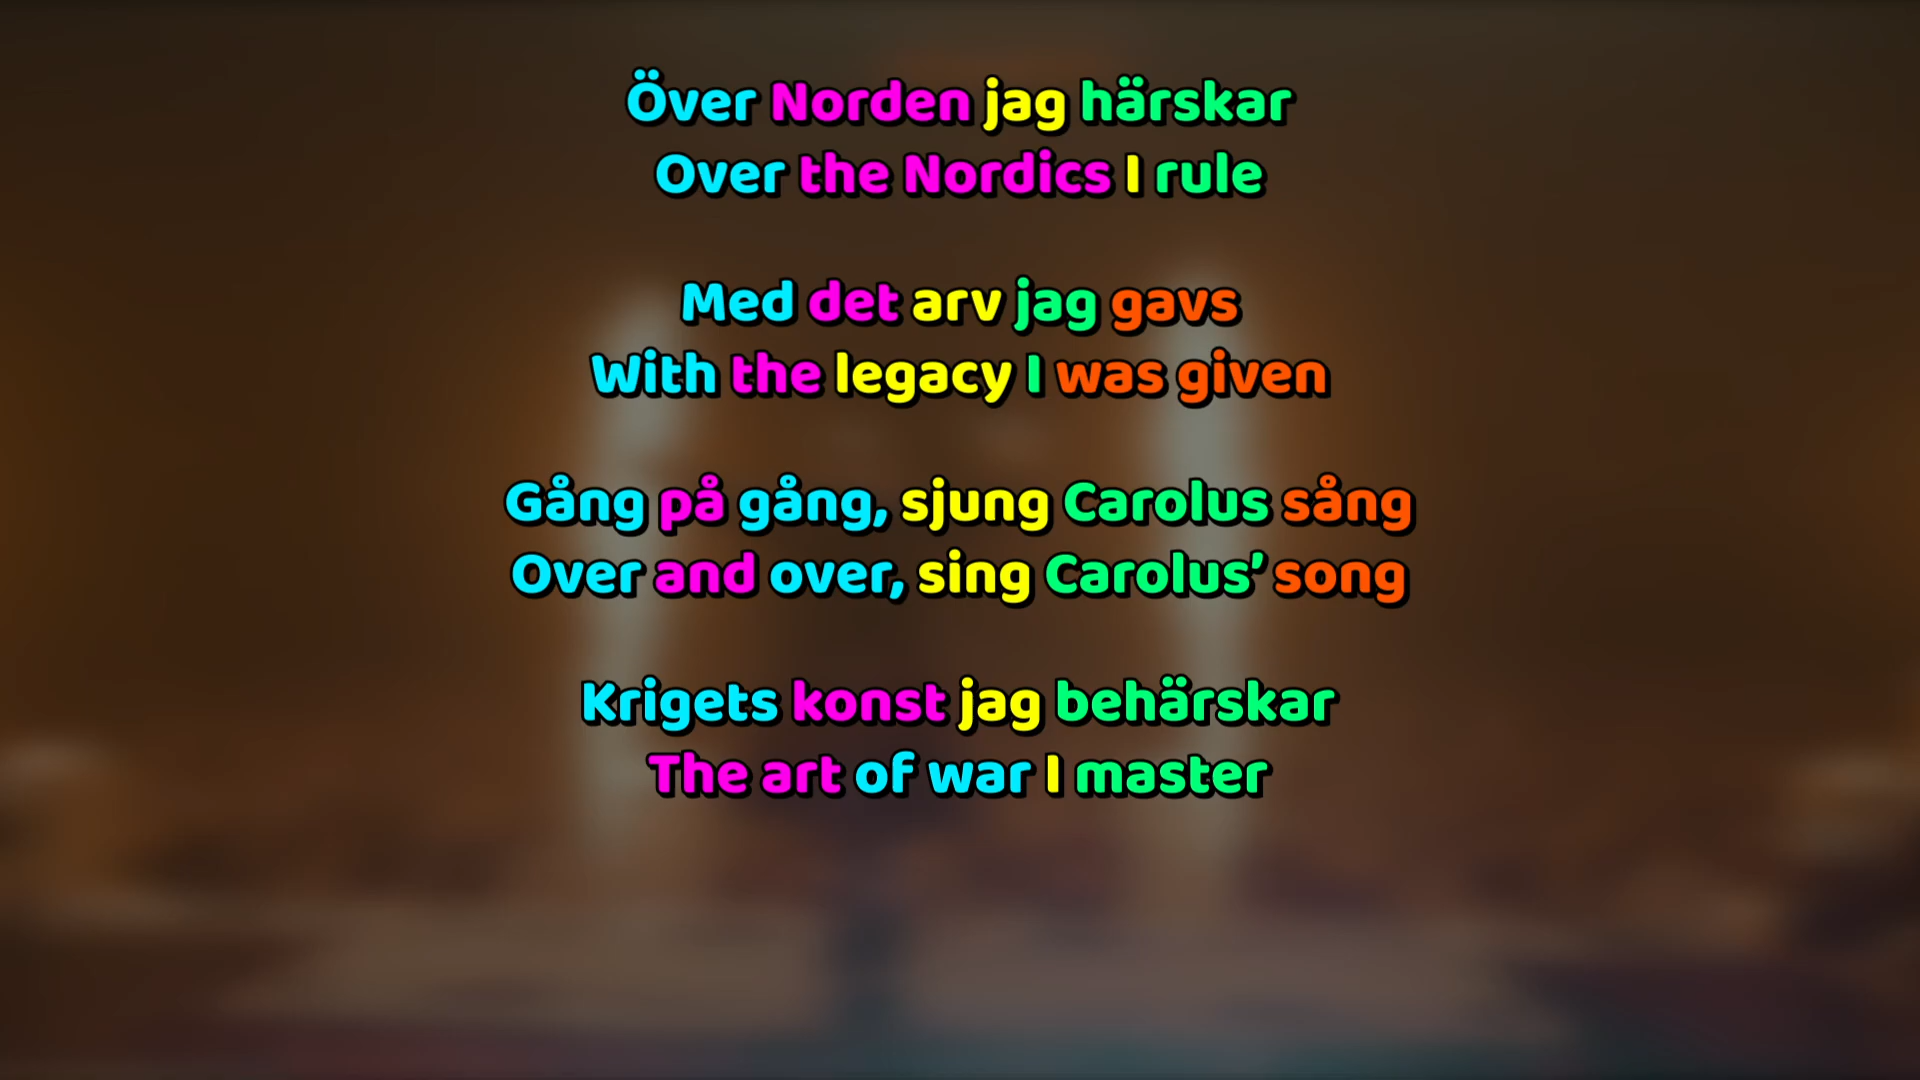 Över Norden jag härskar
Over the Nordics I rule
Med det arv jag gavs
With the legacy I was given
Gång på gång, sjung Carolus sång
Over and over, sing Carolus’ song
Krigets konst jag behärskar
The art of war I master